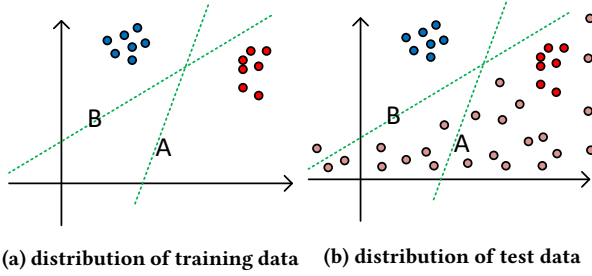 B
A
B
A
(a) distribution of training data
(b) distribution of test data